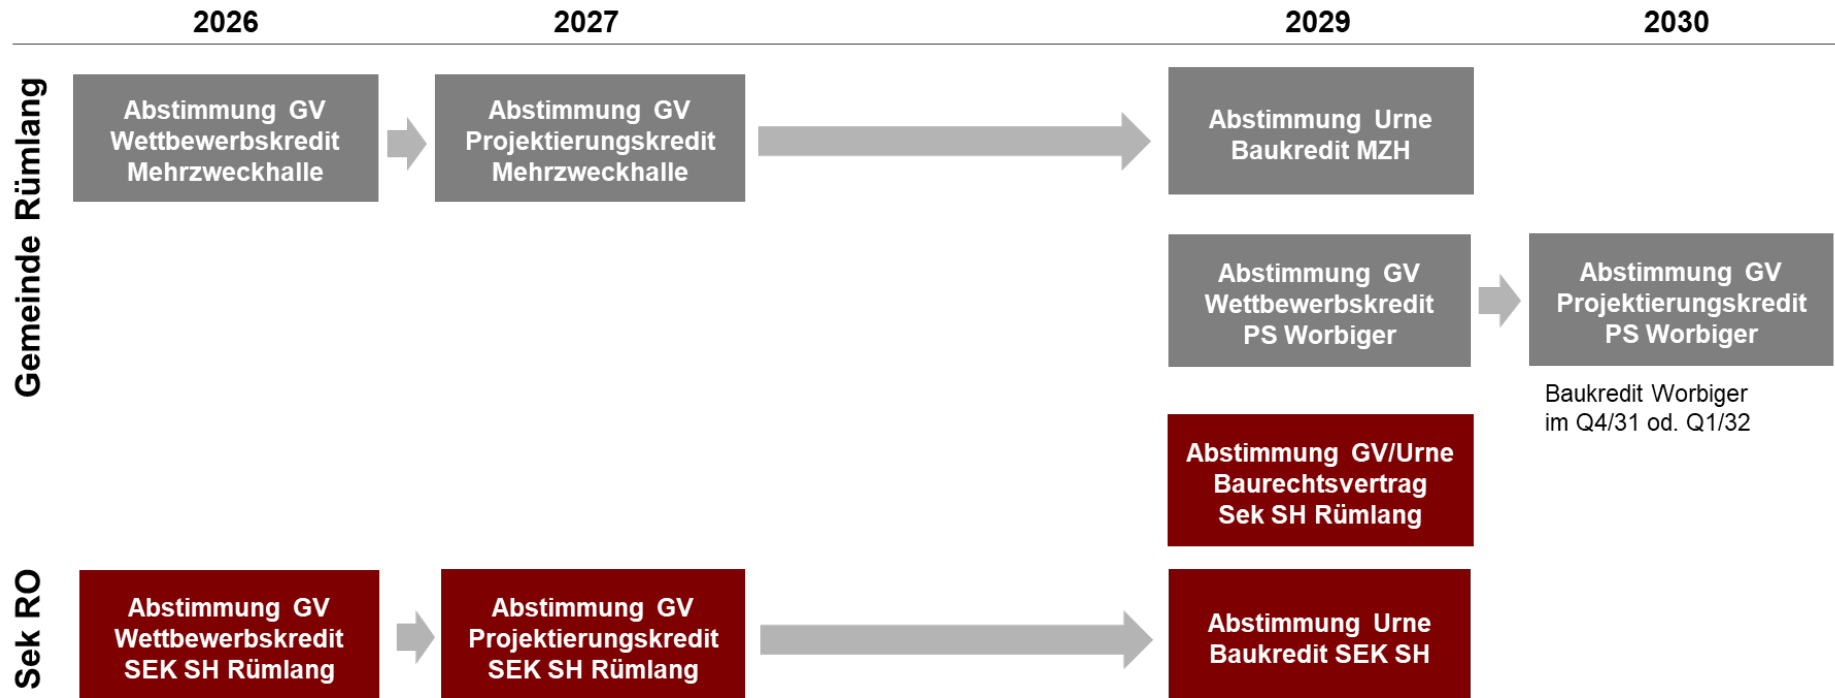 2026
2027
2029
2030
Gemeinde Rümlang
Abstimmung GV
Wettbewerbskredit
Mehrzweckhalle
Abstimmung GV
Projektierungskredit
Mehrzweckhalle
Abstimmung Urne
Baukredit MZH
Abstimmung GV
Wettbewerbskredit
PS Worbiger
Abstimmung GV
Projektierungskredit
PS Worbiger
Baukredit Worbiger
im Q4/31 od. Q1/32
Abstimmung GV/Urne
Baurechtsvertrag
Sek SH Rümlang
Sek RO
Abstimmung GV
Wettbewerbskredit
SEK SH Rümlang
Abstimmung GV
Projektierungskredit
SEK SH Rümlang
Abstimmung Urne
Baukredit SEK SH